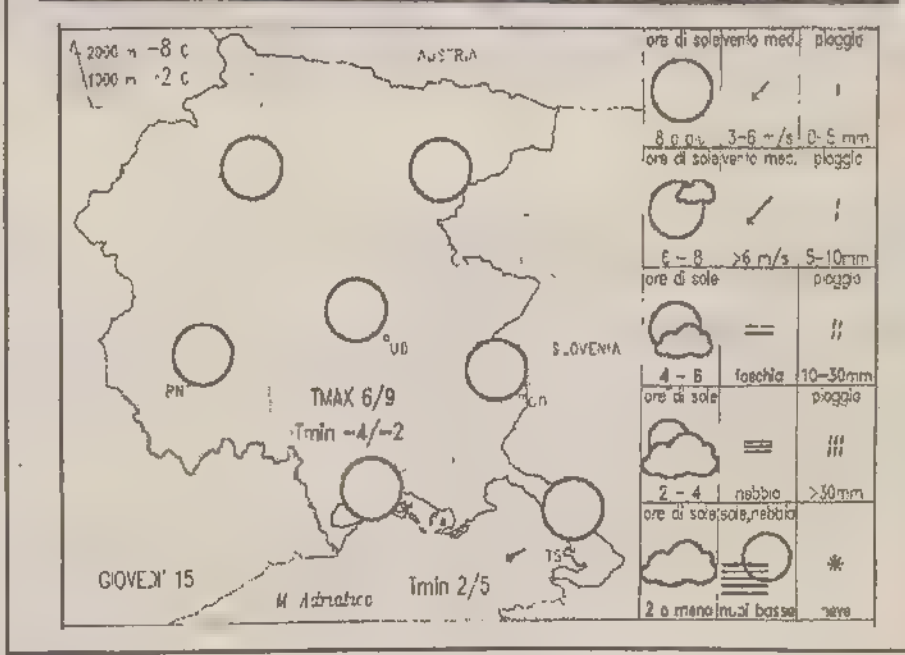 2000 m -8 c
1000 m -2 c
AUSTRIA
SLOVENIA
UD
PN
TMAX 6/9
Tmin -4/-2
TS
GIOVEDI' 15
M. Adriatico
Tmin 2/5
ore di sole vento med. pioggia
3-6 m/s 0-5 mm
ore di sole vento med. pioggia
6 - 8 >6 m/s 5-10mm
ore di sole pioggia
4 - 6 foschia 10-30mm
ore di sole pioggia
2 - 4 nebbia >30mm
ore di sole sole,nebbia
2 o meno nubi basse neve